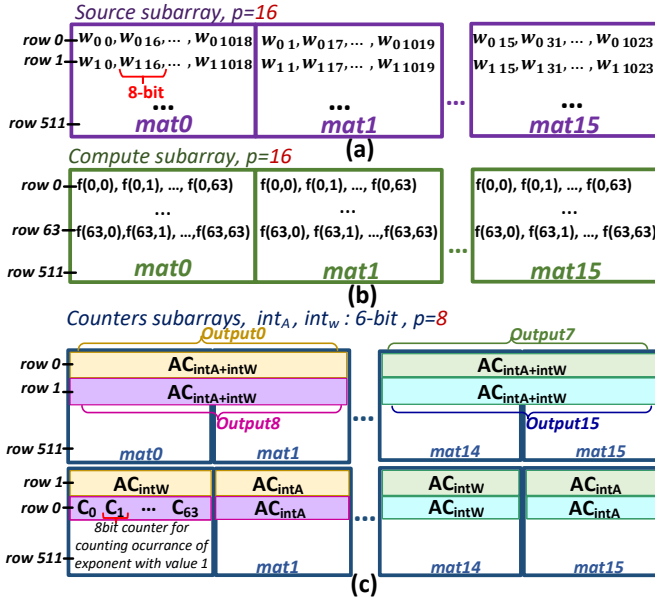 Source subarray, p=16
row 0 w0 0,w0 16,... , w0 1018 w0 1,w0 17,... , w0 1019 w0 15,w0 31,... , w0 1023
row 1 w1 0,w1 16,... , w1 1018 w1 1,w1 17,... , w1 1019 w1 15,w1 31,... , w1 1023
8-bit
... ...
row 511 mat0 mat1 ... mat15
(a)
Compute subarray, p=16
row 0 f(0,0), f(0,1), ..., f(0,63) f(0,0), f(0,1), ..., f(0,63) f(0,0), f(0,1), ..., f(0,63)
... ... ...
row 63 f(63,0),f(63,1), ...,f(63,63) f(63,0), f(63,1), ...,f(63,63) f(63,0), f(63,1), ...,f(63,63)
row 511 mat0 mat1 ... mat15
(b)
Counters subarrays, intA , intw : 6-bit , p=8
Output0 Output7
row 0 ACintA+intW ACintA+intW
row 1 ACintA+intW ... ACintA+intW
Output8 Output15
row 511 mat0 mat1 mat14 mat15
row 1 ACintW ACintA ACintW ACintA
row 0 C0 C1 ... C63 ACintA ... ACintW ACintA
8bit counter for
counting ocurrance of
exponent with value 1
row 511 mat1 mat14 mat15
(c)